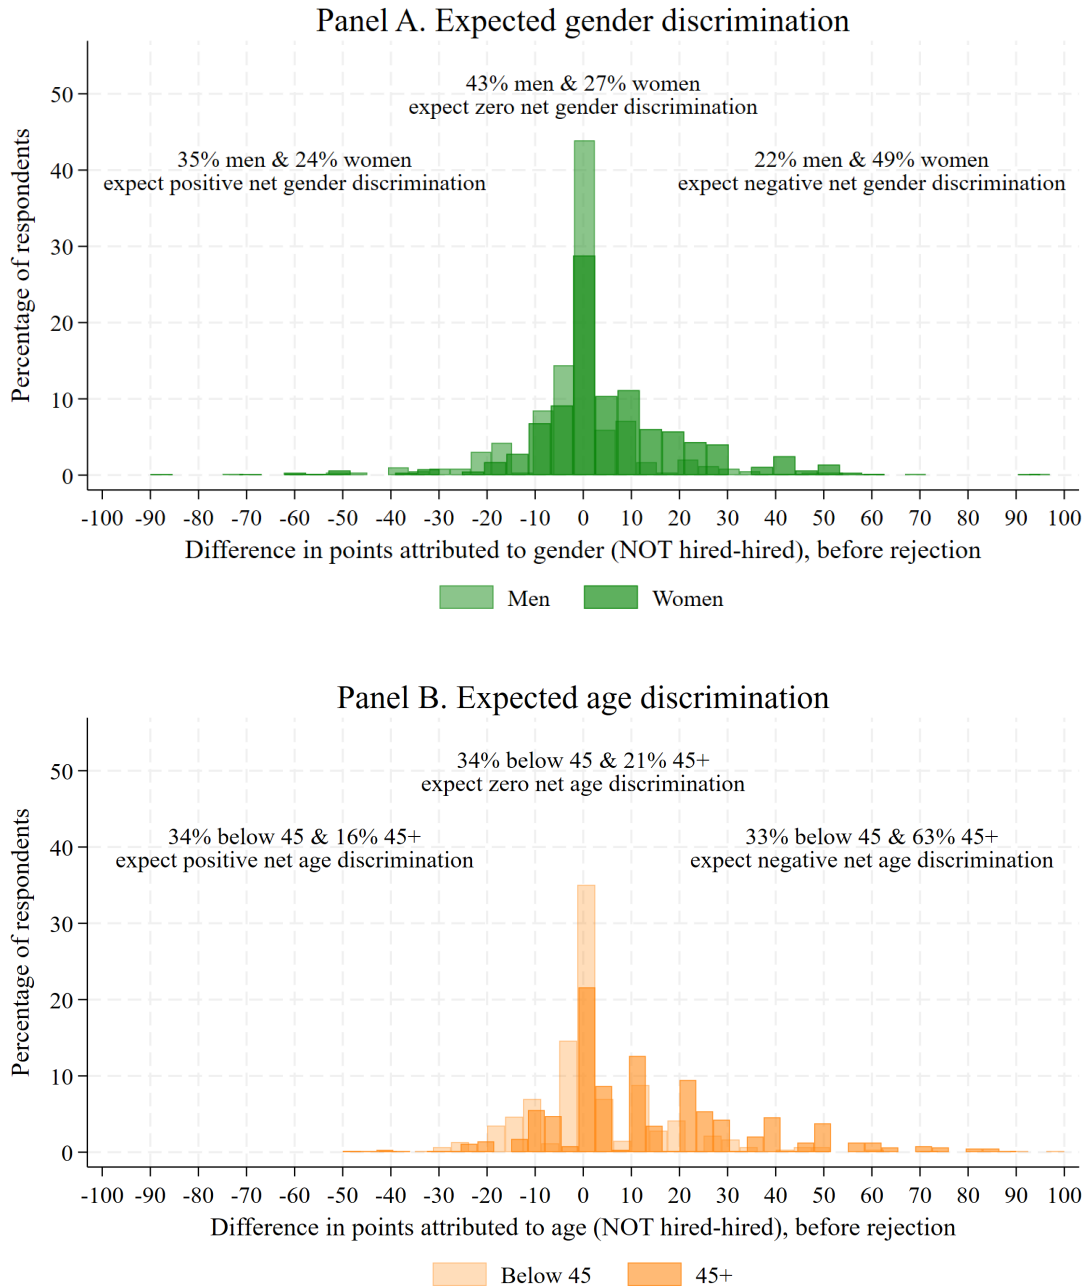 Panel A. Expected gender discrimination
43% men & 27% women
expect zero net gender discrimination
35% men & 24% women
expect positive net gender discrimination
22% men & 49% women
expect negative net gender discrimination
Percentage of respondents
50
40
30
20
10
0
-100 -90 -80 -70 -60 -50 -40 -30 -20 -10 0 10 20 30 40 50 60 70 80 90 100
Difference in points attributed to gender (NOT hired-hired), before rejection
Men Women
Panel B. Expected age discrimination
34% below 45 & 21% 45+
expect zero net age discrimination
34% below 45 & 16% 45+
expect positive net age discrimination
33% below 45 & 63% 45+
expect negative net age discrimination
Percentage of respondents
50
40
30
20
10
0
-100 -90 -80 -70 -60 -50 -40 -30 -20 -10 0 10 20 30 40 50 60 70 80 90 100
Difference in points attributed to age (NOT hired-hired), before rejection
Below 45 45+